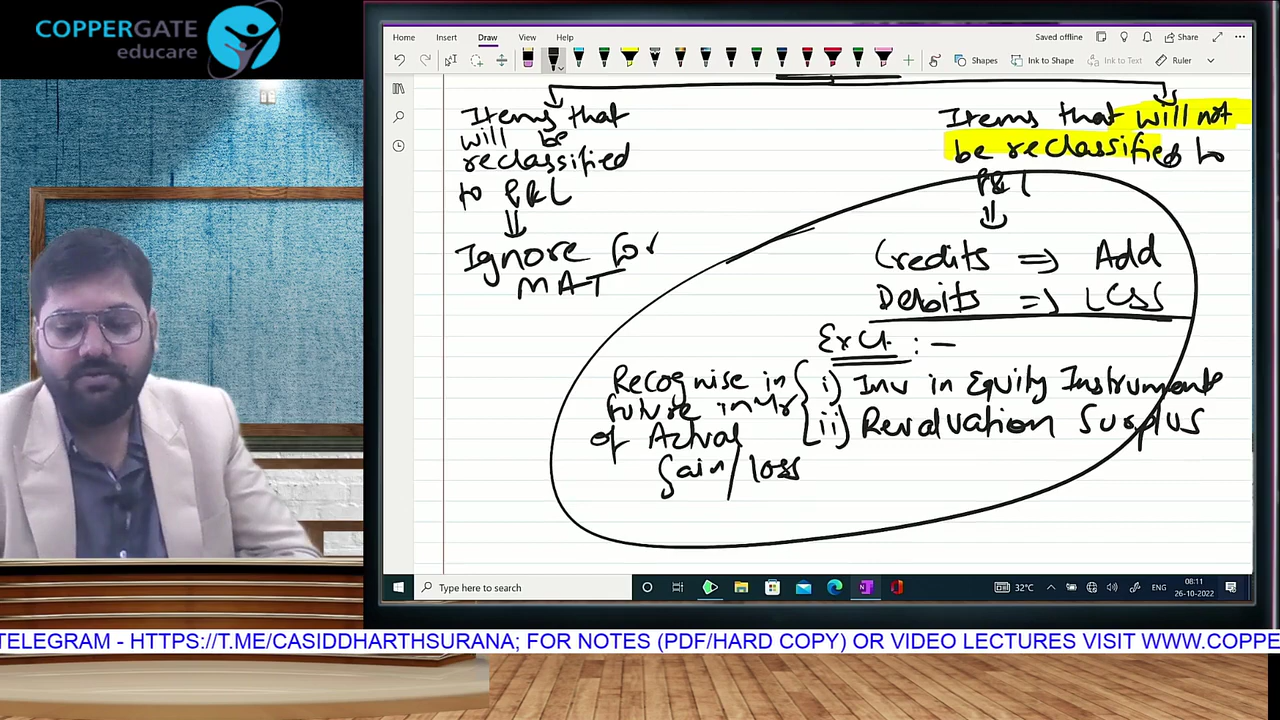 COPPERGATE
educare
Home Insert Draw View Help
Saved offline
Share
Shapes
Ink to Shape
Ink to Text
Ruler
Items that
will be
reclassified
to P&L
Ignore for
MAT
Items that will not
be reclassified to
P&L
Credits => Add
Debits => LESS
:-
Recognise in
future in Yr
of Actual
Gain/loss
i) Inv in Equity Instruments
ii) Revaluation Surplus
Type here to search
32°C
ENG
08:11
26-10-2022
TELEGRAM - HTTPS://T.ME/CASIDDHARTHSURANA; FOR NOTES (PDF/HARD COPY) OR VIDEO LECTURES VISIT WWW.COPPE